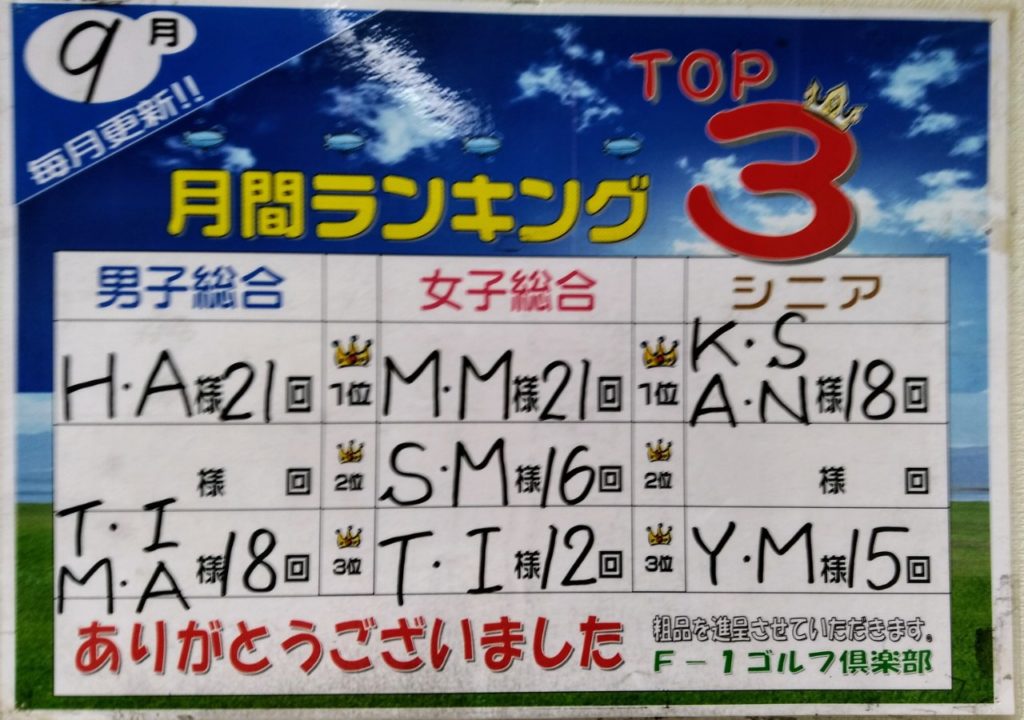 9月
毎月更新!!
TOP
3
月間ランキング
男子総合 女子総合 シニア
K・S
H・A様21回 1位 M・M様21回 1位 A・N様18回
様 回 2位 S・M様16回 2位 様 回
T・I
M・A様18回 3位 T・I様12回 3位 Y・M様15回
ありがとうございました
粗品を進呈させていただきます。
F-1ゴルフ倶楽部